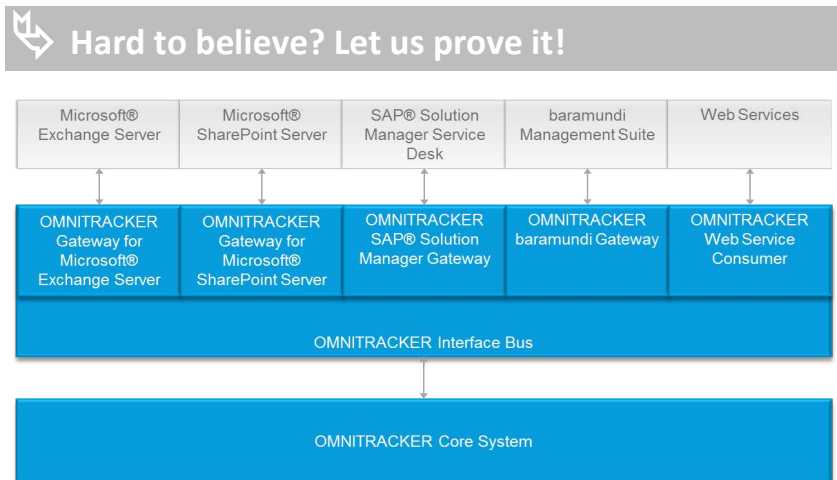 Hard to believe? Let us prove it!
Microsoft®
Exchange Server
Microsoft®
SharePoint Server
SAP® Solution
Manager Service
Desk
baramundi
Management Suite
Web Services
OMNITRACKER
Gateway for
Microsoft®
Exchange Server
OMNITRACKER
Gateway for
Microsoft®
SharePoint Server
OMNITRACKER
SAP® Solution
Manager Gateway
OMNITRACKER
baramundi Gateway
OMNITRACKER
Web Service
Consumer
OMNITRACKER Interface Bus
OMNITRACKER Core System